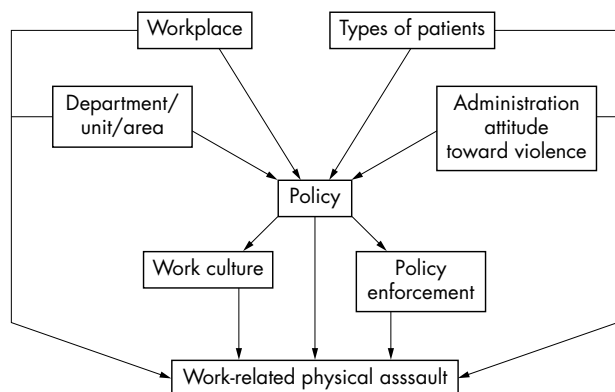 Workplace
Types of patients
Department/
unit/area
Administration
attitude
toward violence
Policy
Work culture
Policy
enforcement
Work-related physical asssault